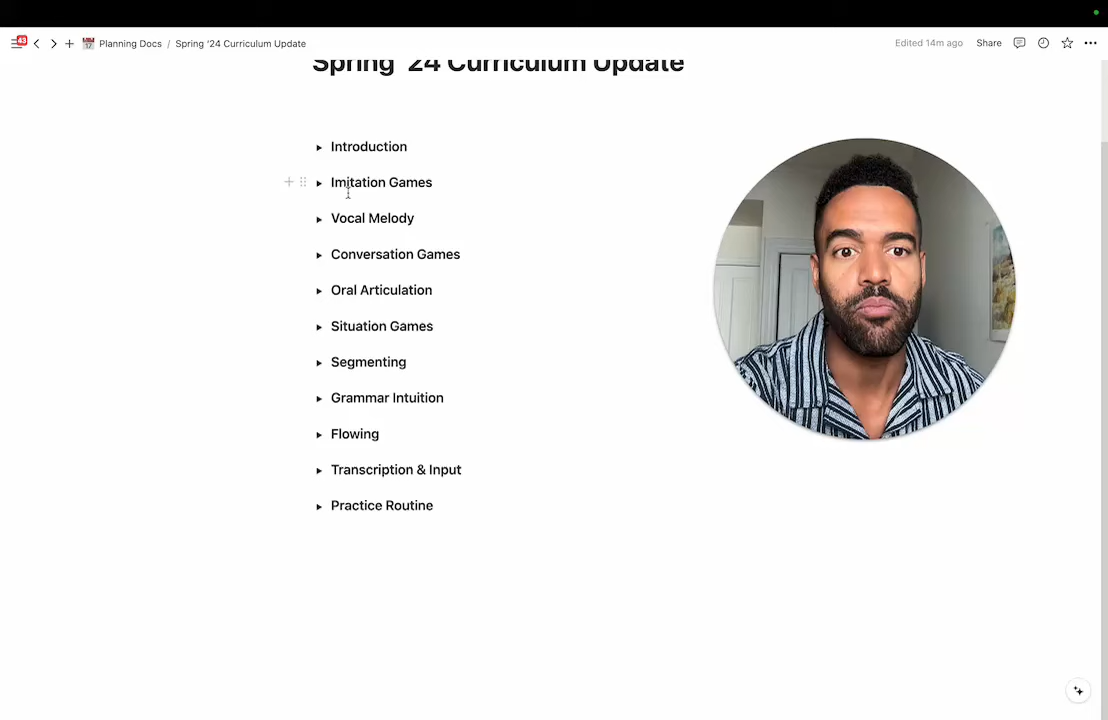 43
Planning Docs / Spring '24 Curriculum Update
Edited 14m ago
Share
Spring '24 Curriculum Update
Introduction
Imitation Games
Vocal Melody
Conversation Games
Oral Articulation
Situation Games
Segmenting
Grammar Intuition
Flowing
Transcription & Input
Practice Routine